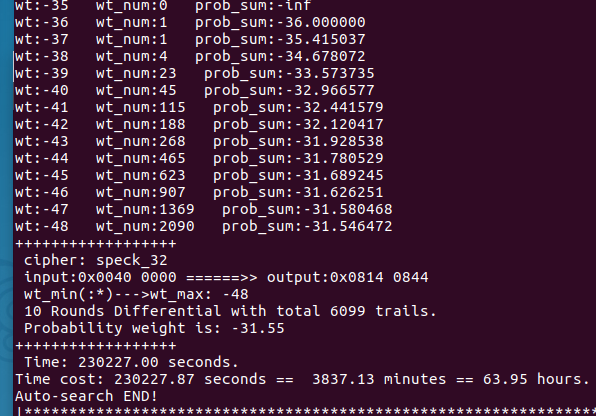 wt:-35   wt_num:0   prob_sum:-inf
wt:-36   wt_num:1   prob_sum:-36.000000
wt:-37   wt_num:1   prob_sum:-35.415037
wt:-38   wt_num:4   prob_sum:-34.678072
wt:-39   wt_num:23   prob_sum:-33.573735
wt:-40   wt_num:45   prob_sum:-32.966577
wt:-41   wt_num:115   prob_sum:-32.441579
wt:-42   wt_num:188   prob_sum:-32.120417
wt:-43   wt_num:268   prob_sum:-31.928538
wt:-44   wt_num:465   prob_sum:-31.780529
wt:-45   wt_num:623   prob_sum:-31.689245
wt:-46   wt_num:907   prob_sum:-31.626251
wt:-47   wt_num:1369   prob_sum:-31.580468
wt:-48   wt_num:2090   prob_sum:-31.546472
++++++++++++++++++
cipher: speck_32
input:0x0040 0000 ======>> output:0x0814 0844
wt_min(:*)--->wt_max: -48
10 Rounds Differential with total 6099 trails.
Probability weight is: -31.55
++++++++++++++++++
Time: 230227.00 seconds.
Time cost: 230227.87 seconds ==  3837.13 minutes == 63.95 hours.
Auto-search END!
|*****************************************************************